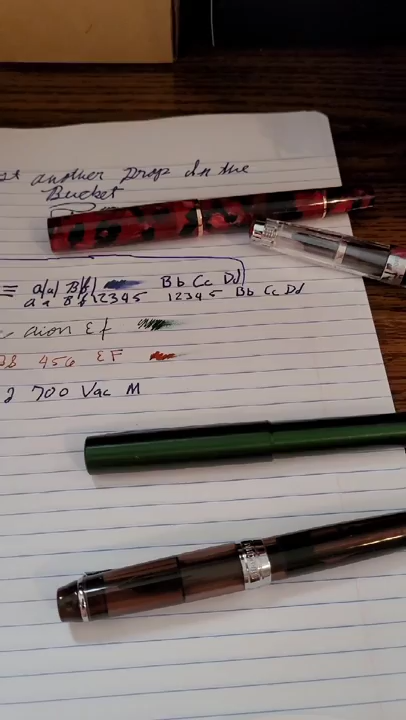 another Drop In the
Bucket
a/a/ B/B/ Bb Cc Dd
a a B B 12345 12345 Bb Cc Dd
aion Ef
456 EF
700 Vac M